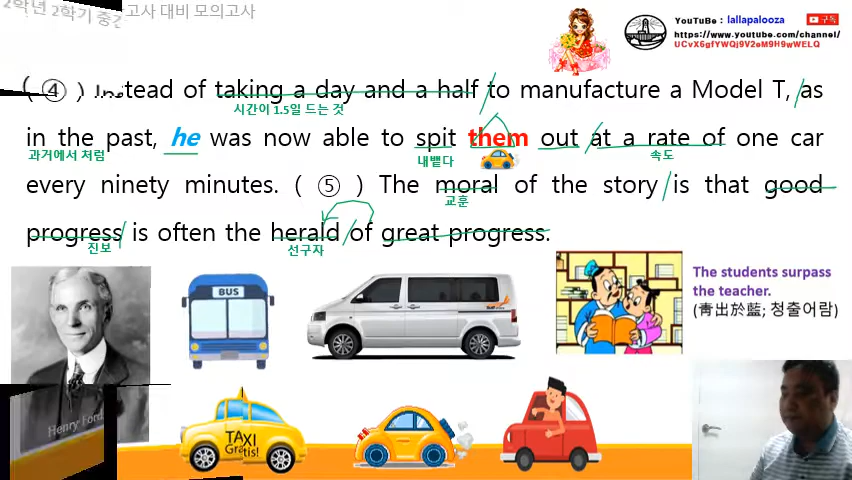 2학년 2학기 중간고사 대비 모의고사
YouTuBe : lallapalooza
구독
https://www.youtube.com/channel/
UCvX6gfYWQj9V2eM9H9wWELQ
( ④ ) Instead of taking a day and a half to manufacture a Model T, as
시간이 1.5일 드는 것
in the past, he was now able to spit them out at a rate of one car
과거에서 처럼
내뱉다
속도
every ninety minutes. ( ⑤ ) The moral of the story is that good
교훈
progress is often the herald of great progress.
진보
선구자
BUS
The students surpass
the teacher.
(靑出於藍; 청출어람)
Henry Ford
TAXI
Gratis!